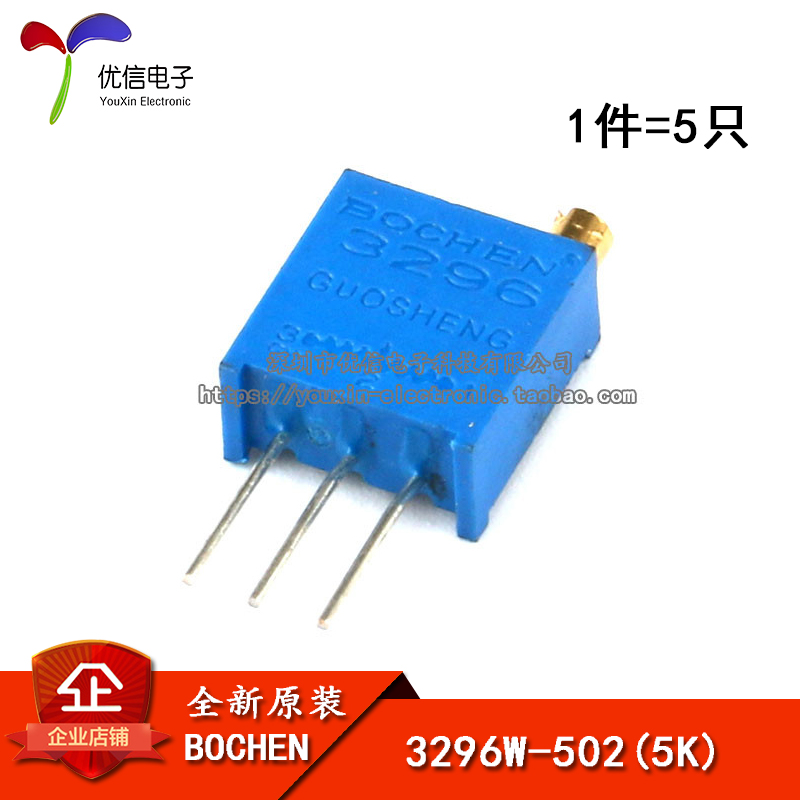 优信电子
YouXin Electronic
1件=5只
BOCHEN
3296
GUOSHENG
深圳市优信电子科技有限公司
https://youxin-electronic.taobao.com
企
企业店铺
全新原装
BOCHEN
3296W-502(5K)